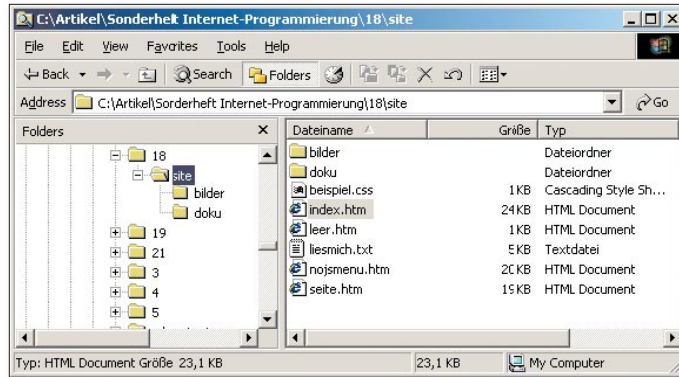 C:\Artikel\Sonderheft Internet-Programmierung\18\site
File Edit View Favorites Tools Help
Back Search Folders Go
Address C:\Artikel\Sorderheft Internet-Programmierung\18\site
Folders
18
site
bilder
doku
19
21
3
4
5
Dateiname Größe Typ
bilder Dateiordner
doku Dateiordner
beispiel.css 1 KB Cascading Style Sh...
index.htm 24 KB HTML Document
leer.htm 1 KB HTML Document
liesmich.txt 5 KB Textdatei
nojsmenu.htm 20 KB HTML Document
seite.htm 19 KB HTML Document
Typ: HTML Document Größe 23,1 KB 23,1 KB My Computer